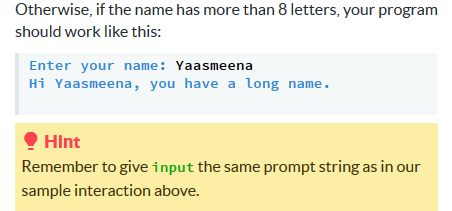 Otherwise, if the name has more than 8 letters, your program
should work like this:
Enter your name: Yaasmeena
Hi Yaasmeena, you have a long name.
Hint
Remember to give input the same prompt string as in our
sample interaction above.